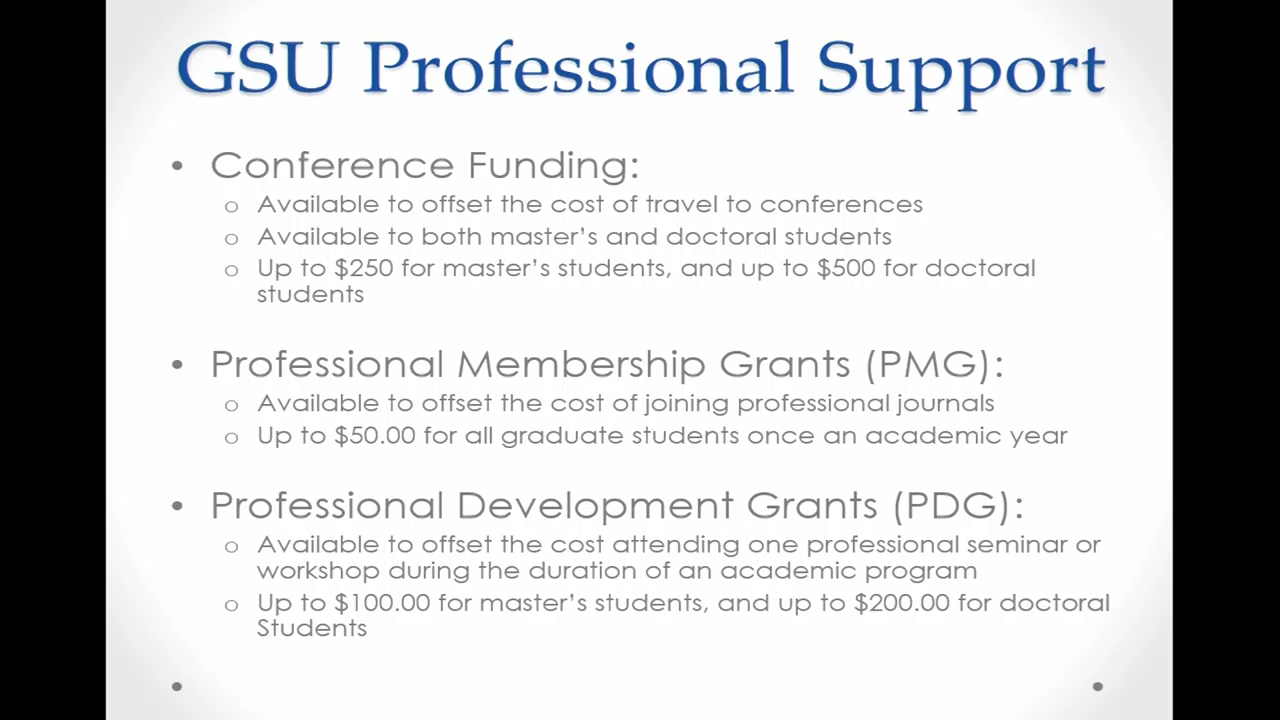 GSU Professional Support
• Conference Funding:
o Available to offset the cost of travel to conferences
o Available to both master’s and doctoral students
o Up to $250 for master’s students, and up to $500 for doctoral
students
• Professional Membership Grants (PMG):
o Available to offset the cost of joining professional journals
o Up to $50.00 for all graduate students once an academic year
• Professional Development Grants (PDG):
o Available to offset the cost attending one professional seminar or
workshop during the duration of an academic program
o Up to $100.00 for master’s students, and up to $200.00 for doctoral
Students